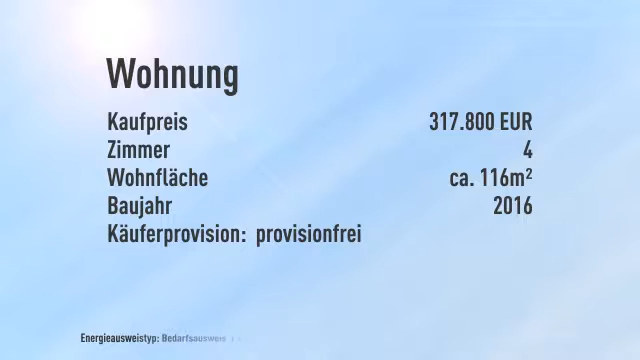 Wohnung
Kaufpreis 317.800 EUR
Zimmer 4
Wohnfläche ca. 116m²
Baujahr 2016
Käuferprovision: provisionfrei
Energieausweistyp: Bedarfsausweis